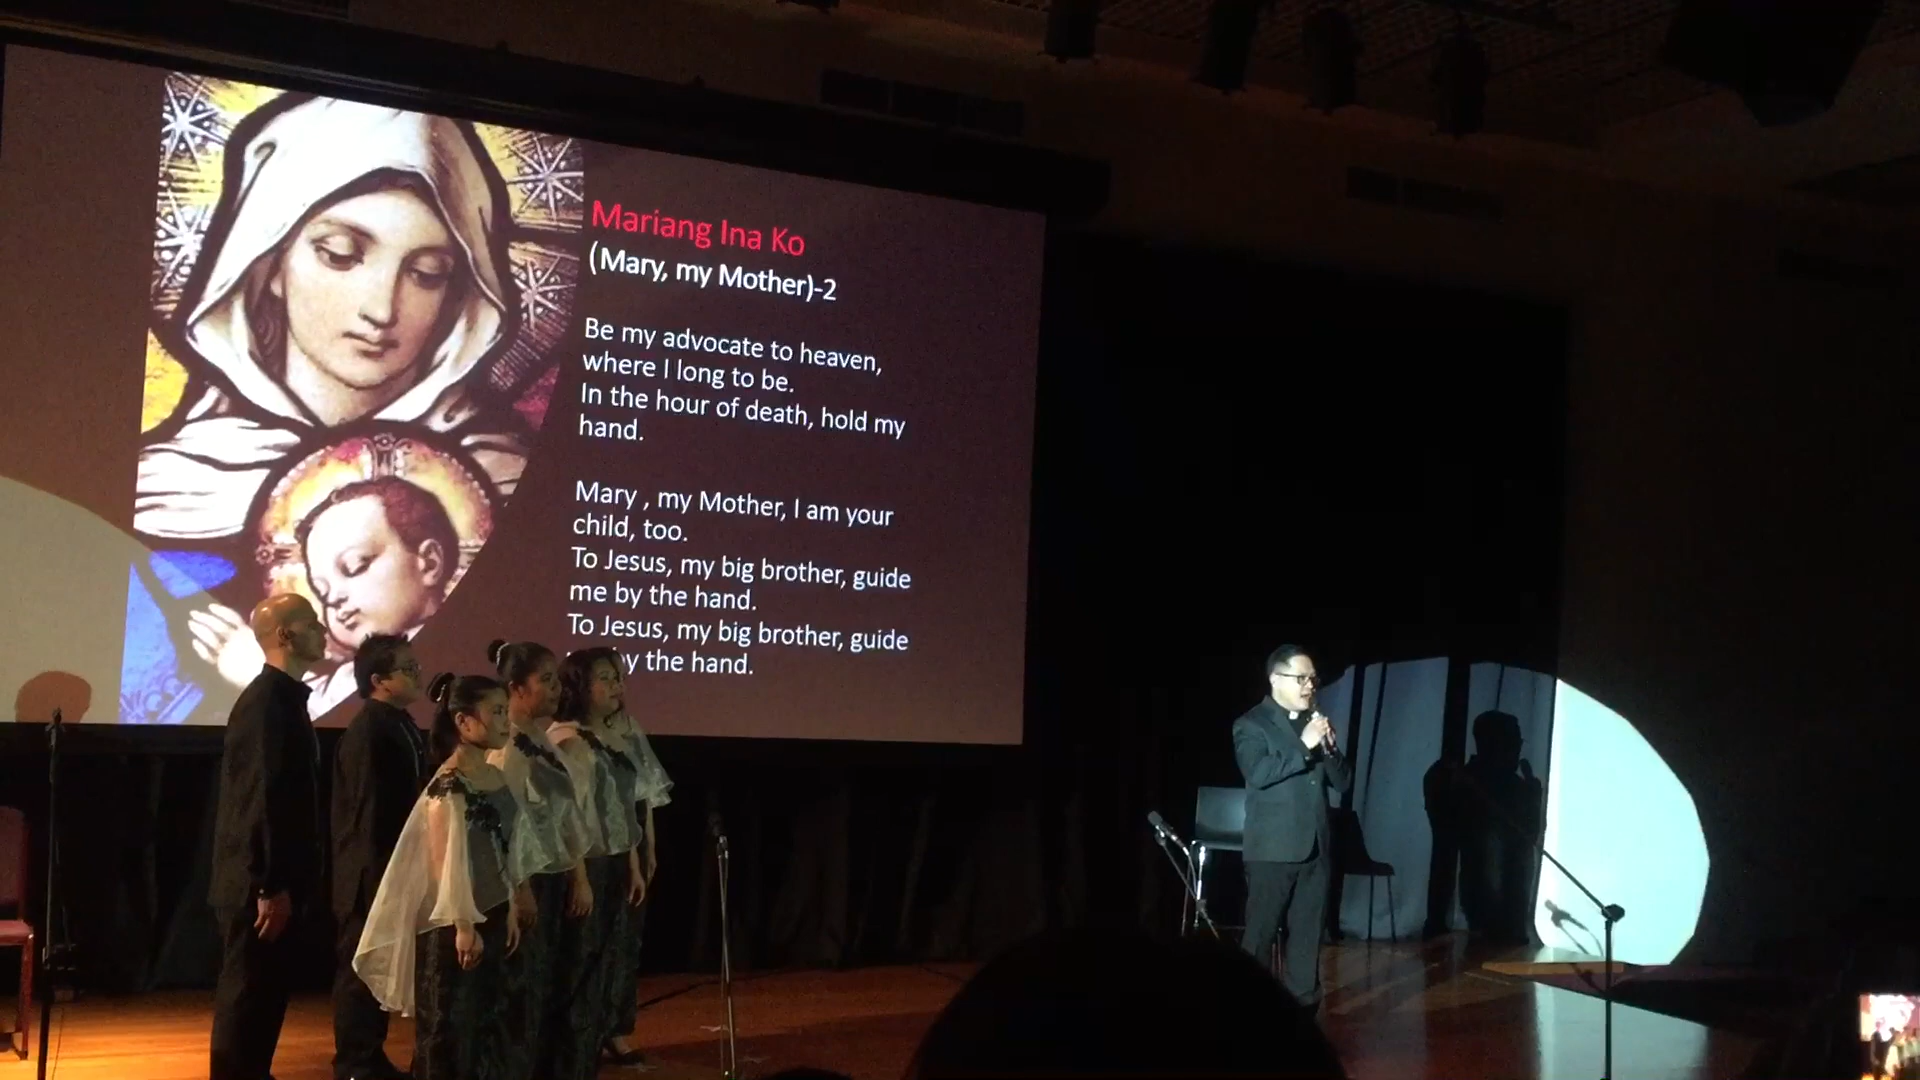 Mariang Ina Ko
(Mary, my Mother)-2
Be my advocate to heaven,
where I long to be.
In the hour of death, hold my
hand.
Mary , my Mother, I am your
child, too.
To Jesus, my big brother, guide
me by the hand.
To Jesus, my big brother, guide
by the hand.